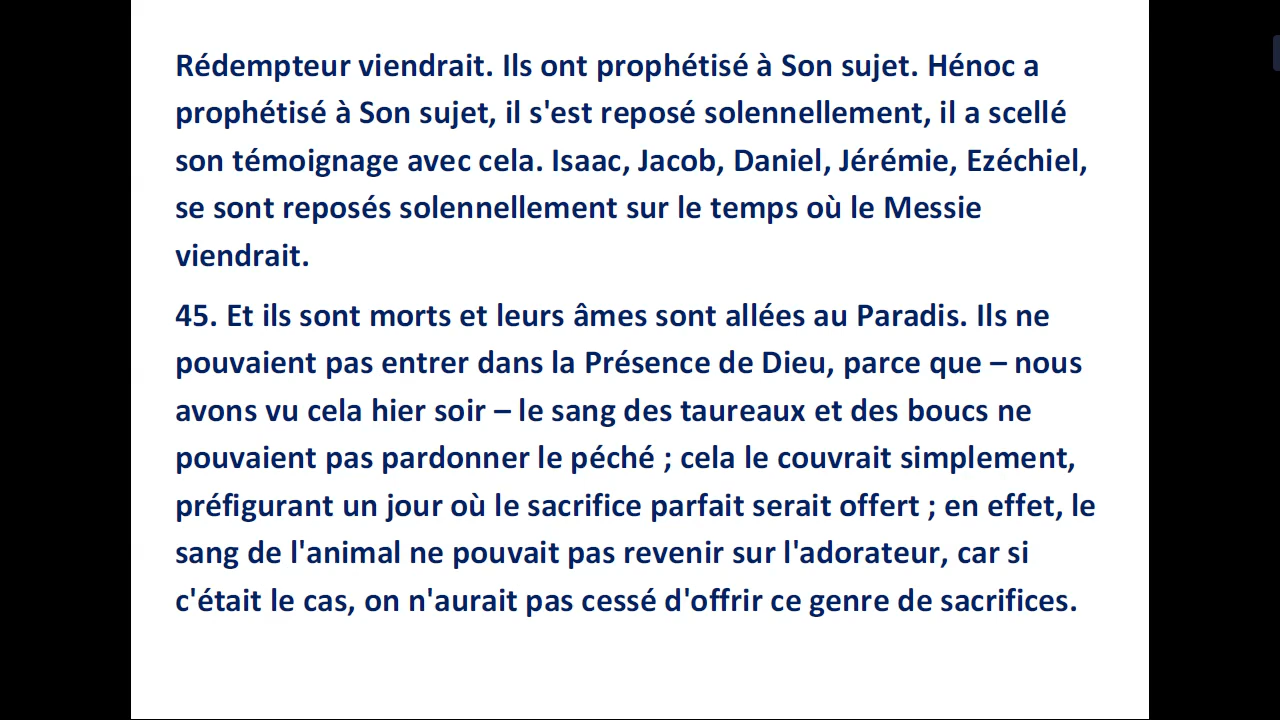 Rédempteur viendrait. Ils ont prophétisé à Son sujet. Hénoc a
prophétisé à Son sujet, il s'est reposé solennellement, il a scellé
son témoignage avec cela. Isaac, Jacob, Daniel, Jérémie, Ezéchiel,
se sont reposés solennellement sur le temps où le Messie
viendrait.
45. Et ils sont morts et leurs âmes sont allées au Paradis. Ils ne
pouvaient pas entrer dans la Présence de Dieu, parce que – nous
avons vu cela hier soir – le sang des taureaux et des boucs ne
pouvaient pas pardonner le péché ; cela le couvrait simplement,
préfigurant un jour où le sacrifice parfait serait offert ; en effet, le
sang de l'animal ne pouvait pas revenir sur l'adorateur, car si
c'était le cas, on n'aurait pas cessé d'offrir ce genre de sacrifices.